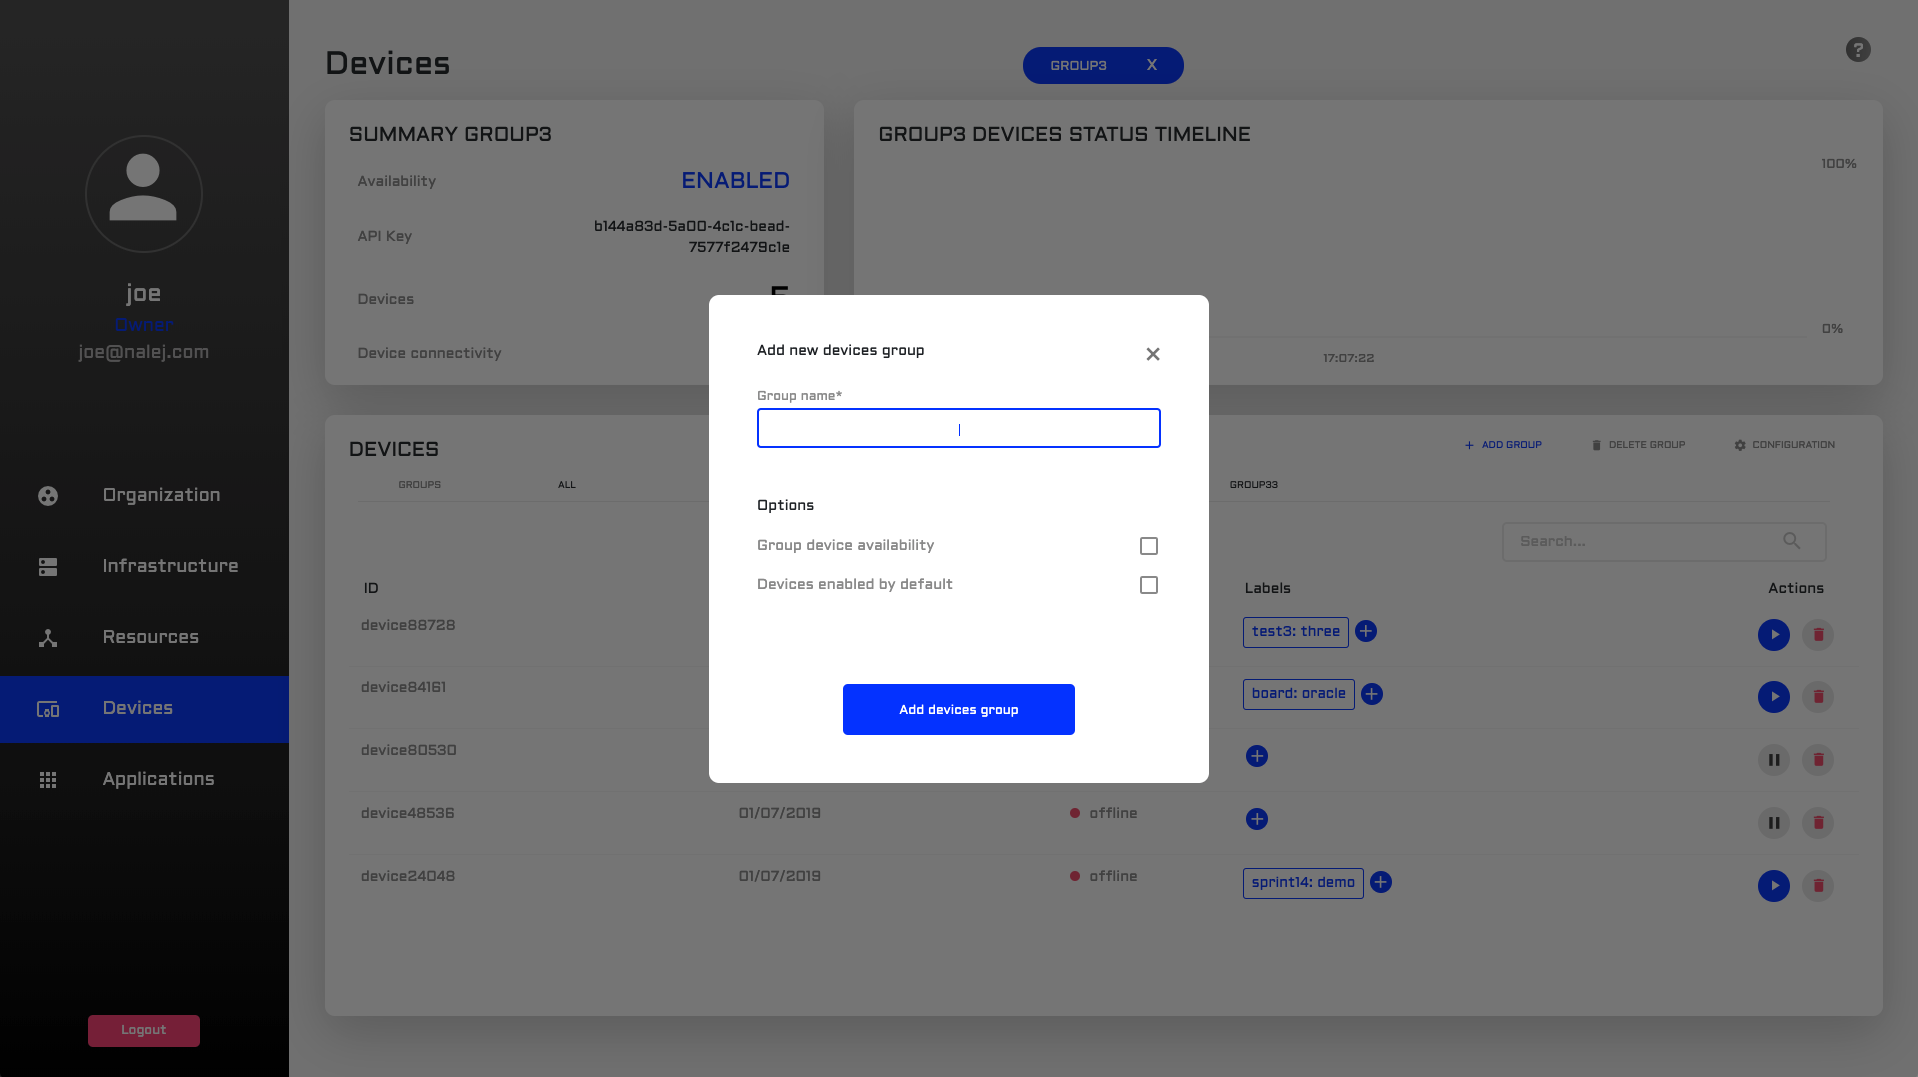 Devices
GROUP3 X
?
SUMMARY GROUP3
Availability ENABLED
API Key b144a83d-5a00-4c1c-bead-
7577f2479c1e
Devices
Device connectivity
GROUP3 DEVICES STATUS TIMELINE
100%
0%
17:07:22
joe
Owner
joe@nalej.com
Organization
Infrastructure
Resources
Devices
Applications
Logout
Add new devices group
Group name*
Options
Group device availability
Devices enabled by default
Add devices group
DEVICES
ADD GROUP DELETE GROUP CONFIGURATION
GROUPS ALL GROUP33
Search...
ID Labels Actions
device88728 test3: three
device84161 board: oracle
device80530
device48536 01/07/2019 offline
device24048 01/07/2019 offline sprint14: demo